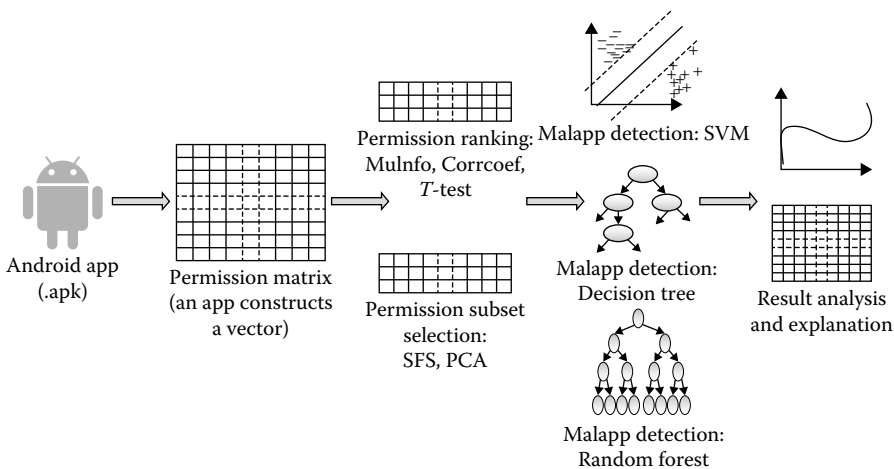 Android app
(.apk)
Permission matrix
(an app constructs
a vector)
Permission ranking:
MuInfo, Corrcoef,
T-test
Permission subset
selection:
SFS, PCA
Malapp detection: SVM
Malapp detection:
Decision tree
Malapp detection:
Random forest
Result analysis
and explanation